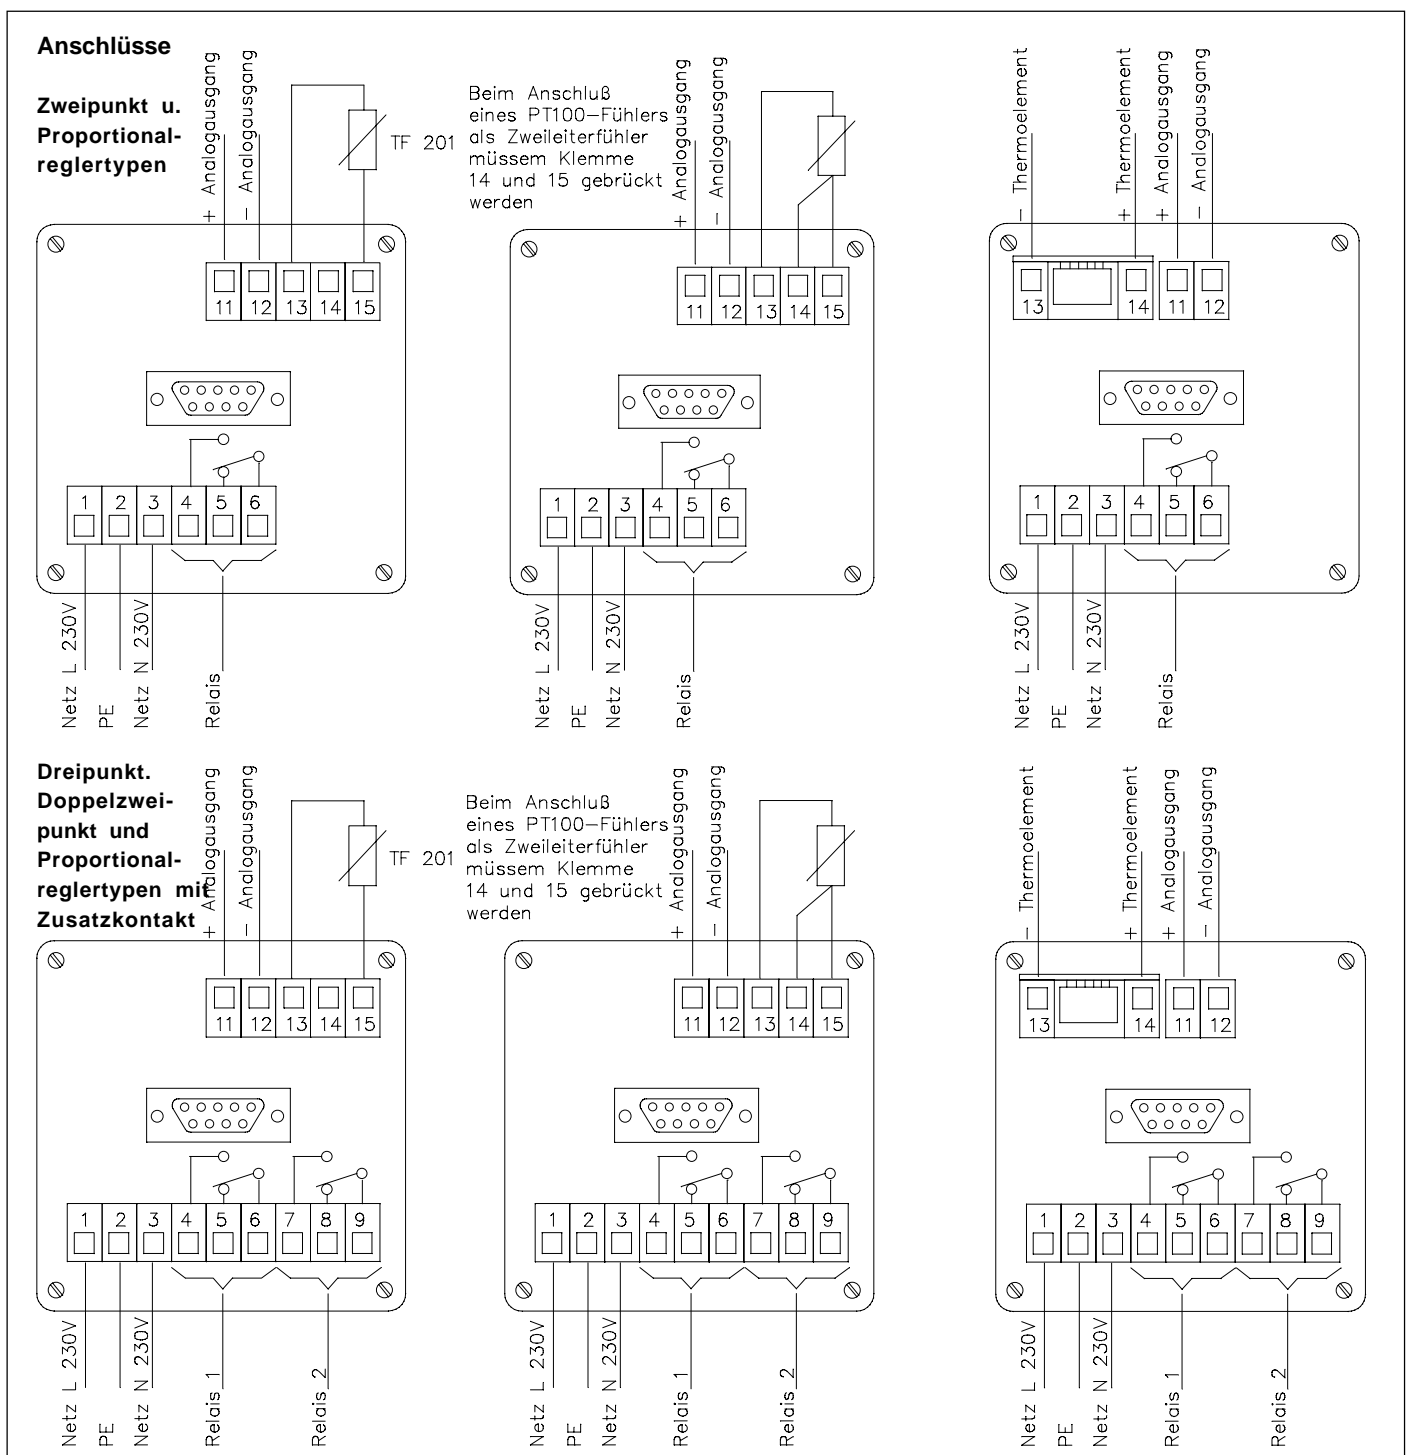 Anschlüsse
Zweipunkt u.
Proportional-
reglertypen
+ Analogausgang
- Analogausgang
TF 201
11 12 13 14 15
1 2 3 4 5 6
Netz L 230V
PE
Netz N 230V
Relais
Beim Anschluß
eines PT100-Fühlers
als Zweileiterfühler
müssem Klemme
14 und 15 gebrückt
werden
+ Analogausgang
- Analogausgang
11 12 13 14 15
1 2 3 4 5 6
Netz L 230V
PE
Netz N 230V
Relais
- Thermoelement
+ Thermoelement
+ Analogausgang
- Analogausgang
13 14 11 12
1 2 3 4 5 6
Netz L 230V
PE
Netz N 230V
Relais
Dreipunkt.
Doppelzwei-
punkt und
Proportional-
reglertypen mit
Zusatzkontakt
+ Analogausgang
- Analogausgang
TF 201
11 12 13 14 15
1 2 3 4 5 6 7 8 9
Netz L 230V
PE
Netz N 230V
Relais 1
Relais 2
Beim Anschluß
eines PT100-Fühlers
als Zweileiterfühler
müssem Klemme
14 und 15 gebrückt
werden
+ Analogausgang
- Analogausgang
11 12 13 14 15
1 2 3 4 5 6 7 8 9
Netz L 230V
PE
Netz N 230V
Relais 1
Relais 2
- Thermoelement
+ Thermoelement
+ Analogausgang
- Analogausgang
13 14 11 12
1 2 3 4 5 6 7 8 9
Netz L 230V
PE
Netz N 230V
Relais 1
Relais 2